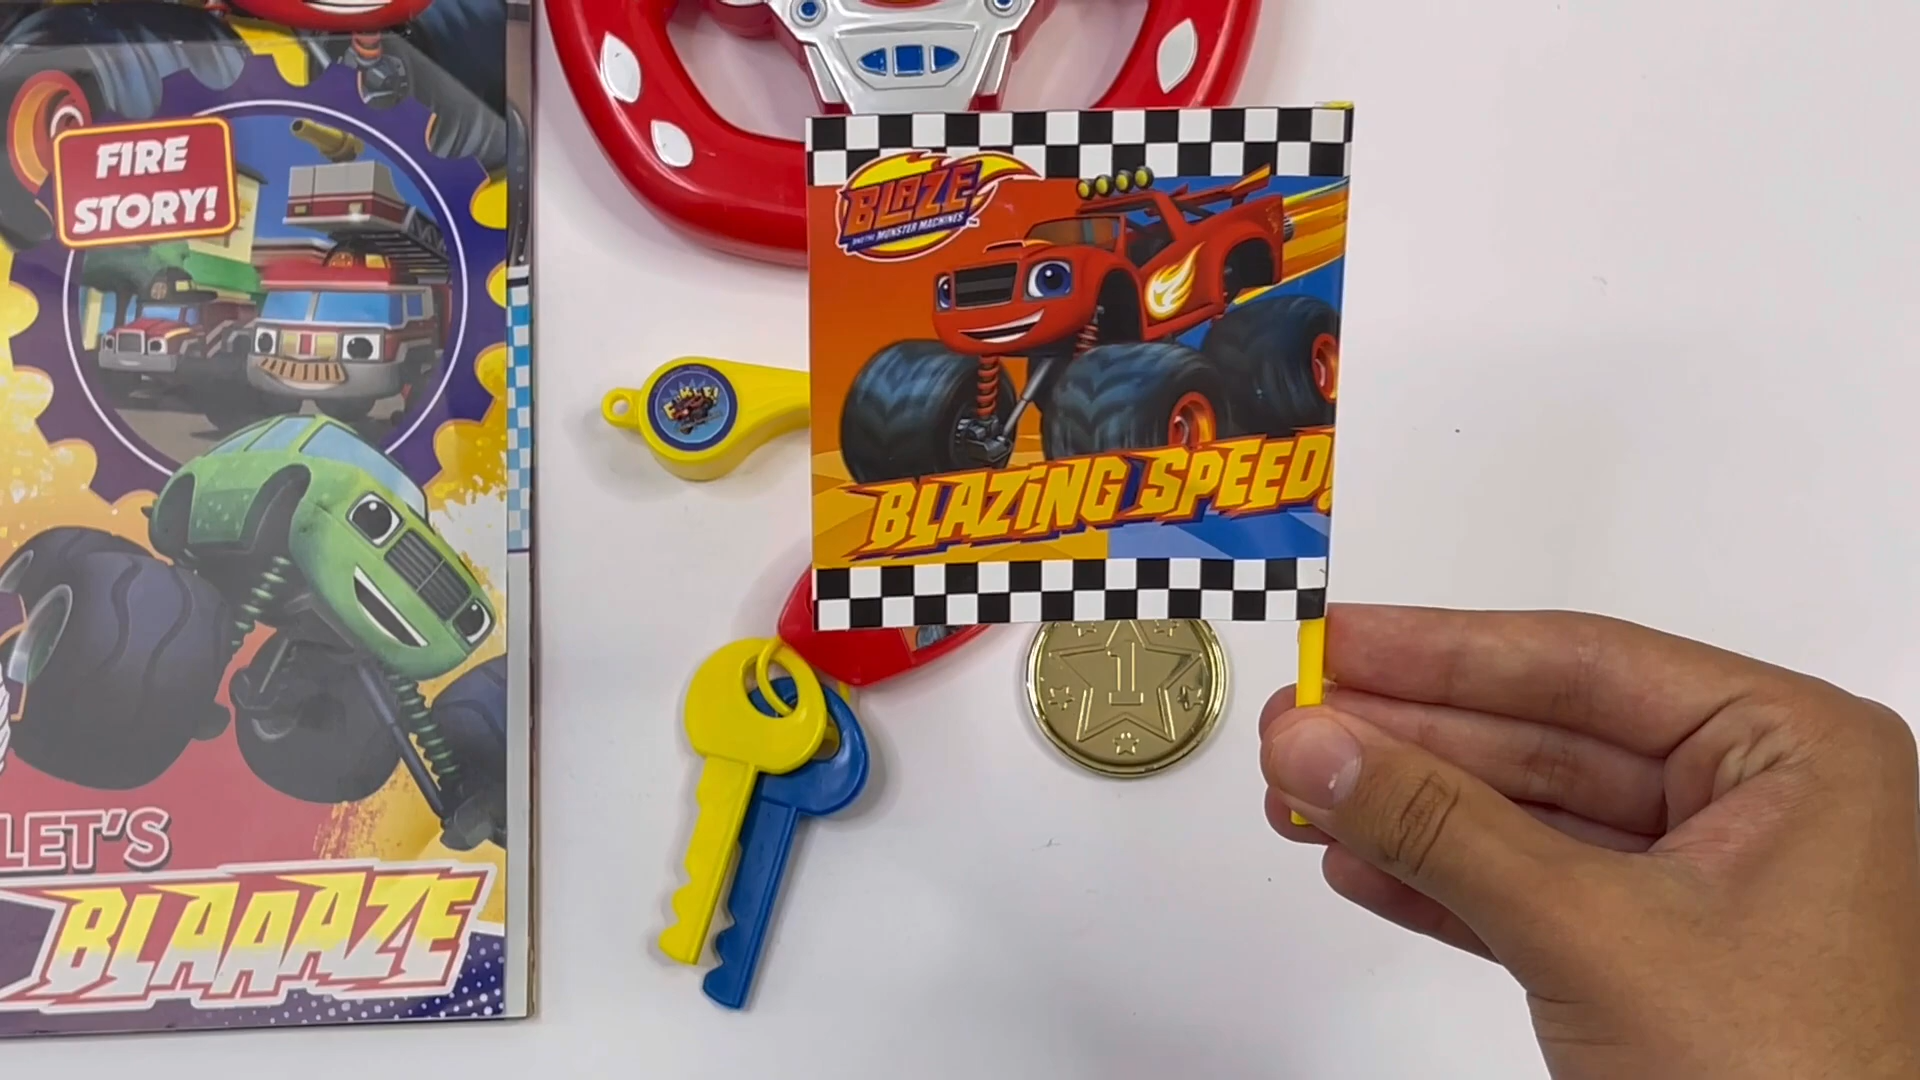 FIRE
STORY!
LET'S
BLAAAZE
BLAZE
AND THE MONSTER MACHINES
BLAZING SPEED!
1